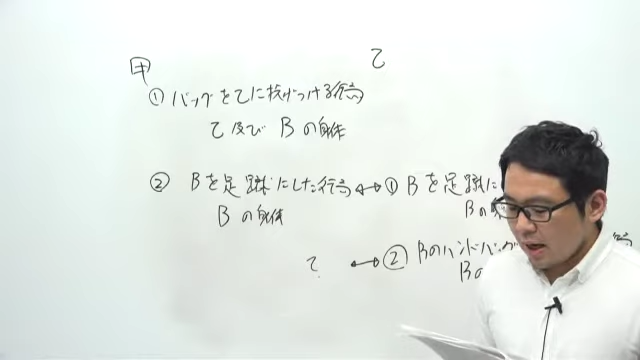 甲
乙
① バッグを乙に投げつける行為
乙及び Bの身体
② Bを足蹴にした行為 ↔ ① Bを足蹴に
Bの身体
Bの
乙 ↔ ② Bのハンドバッグ
Bの